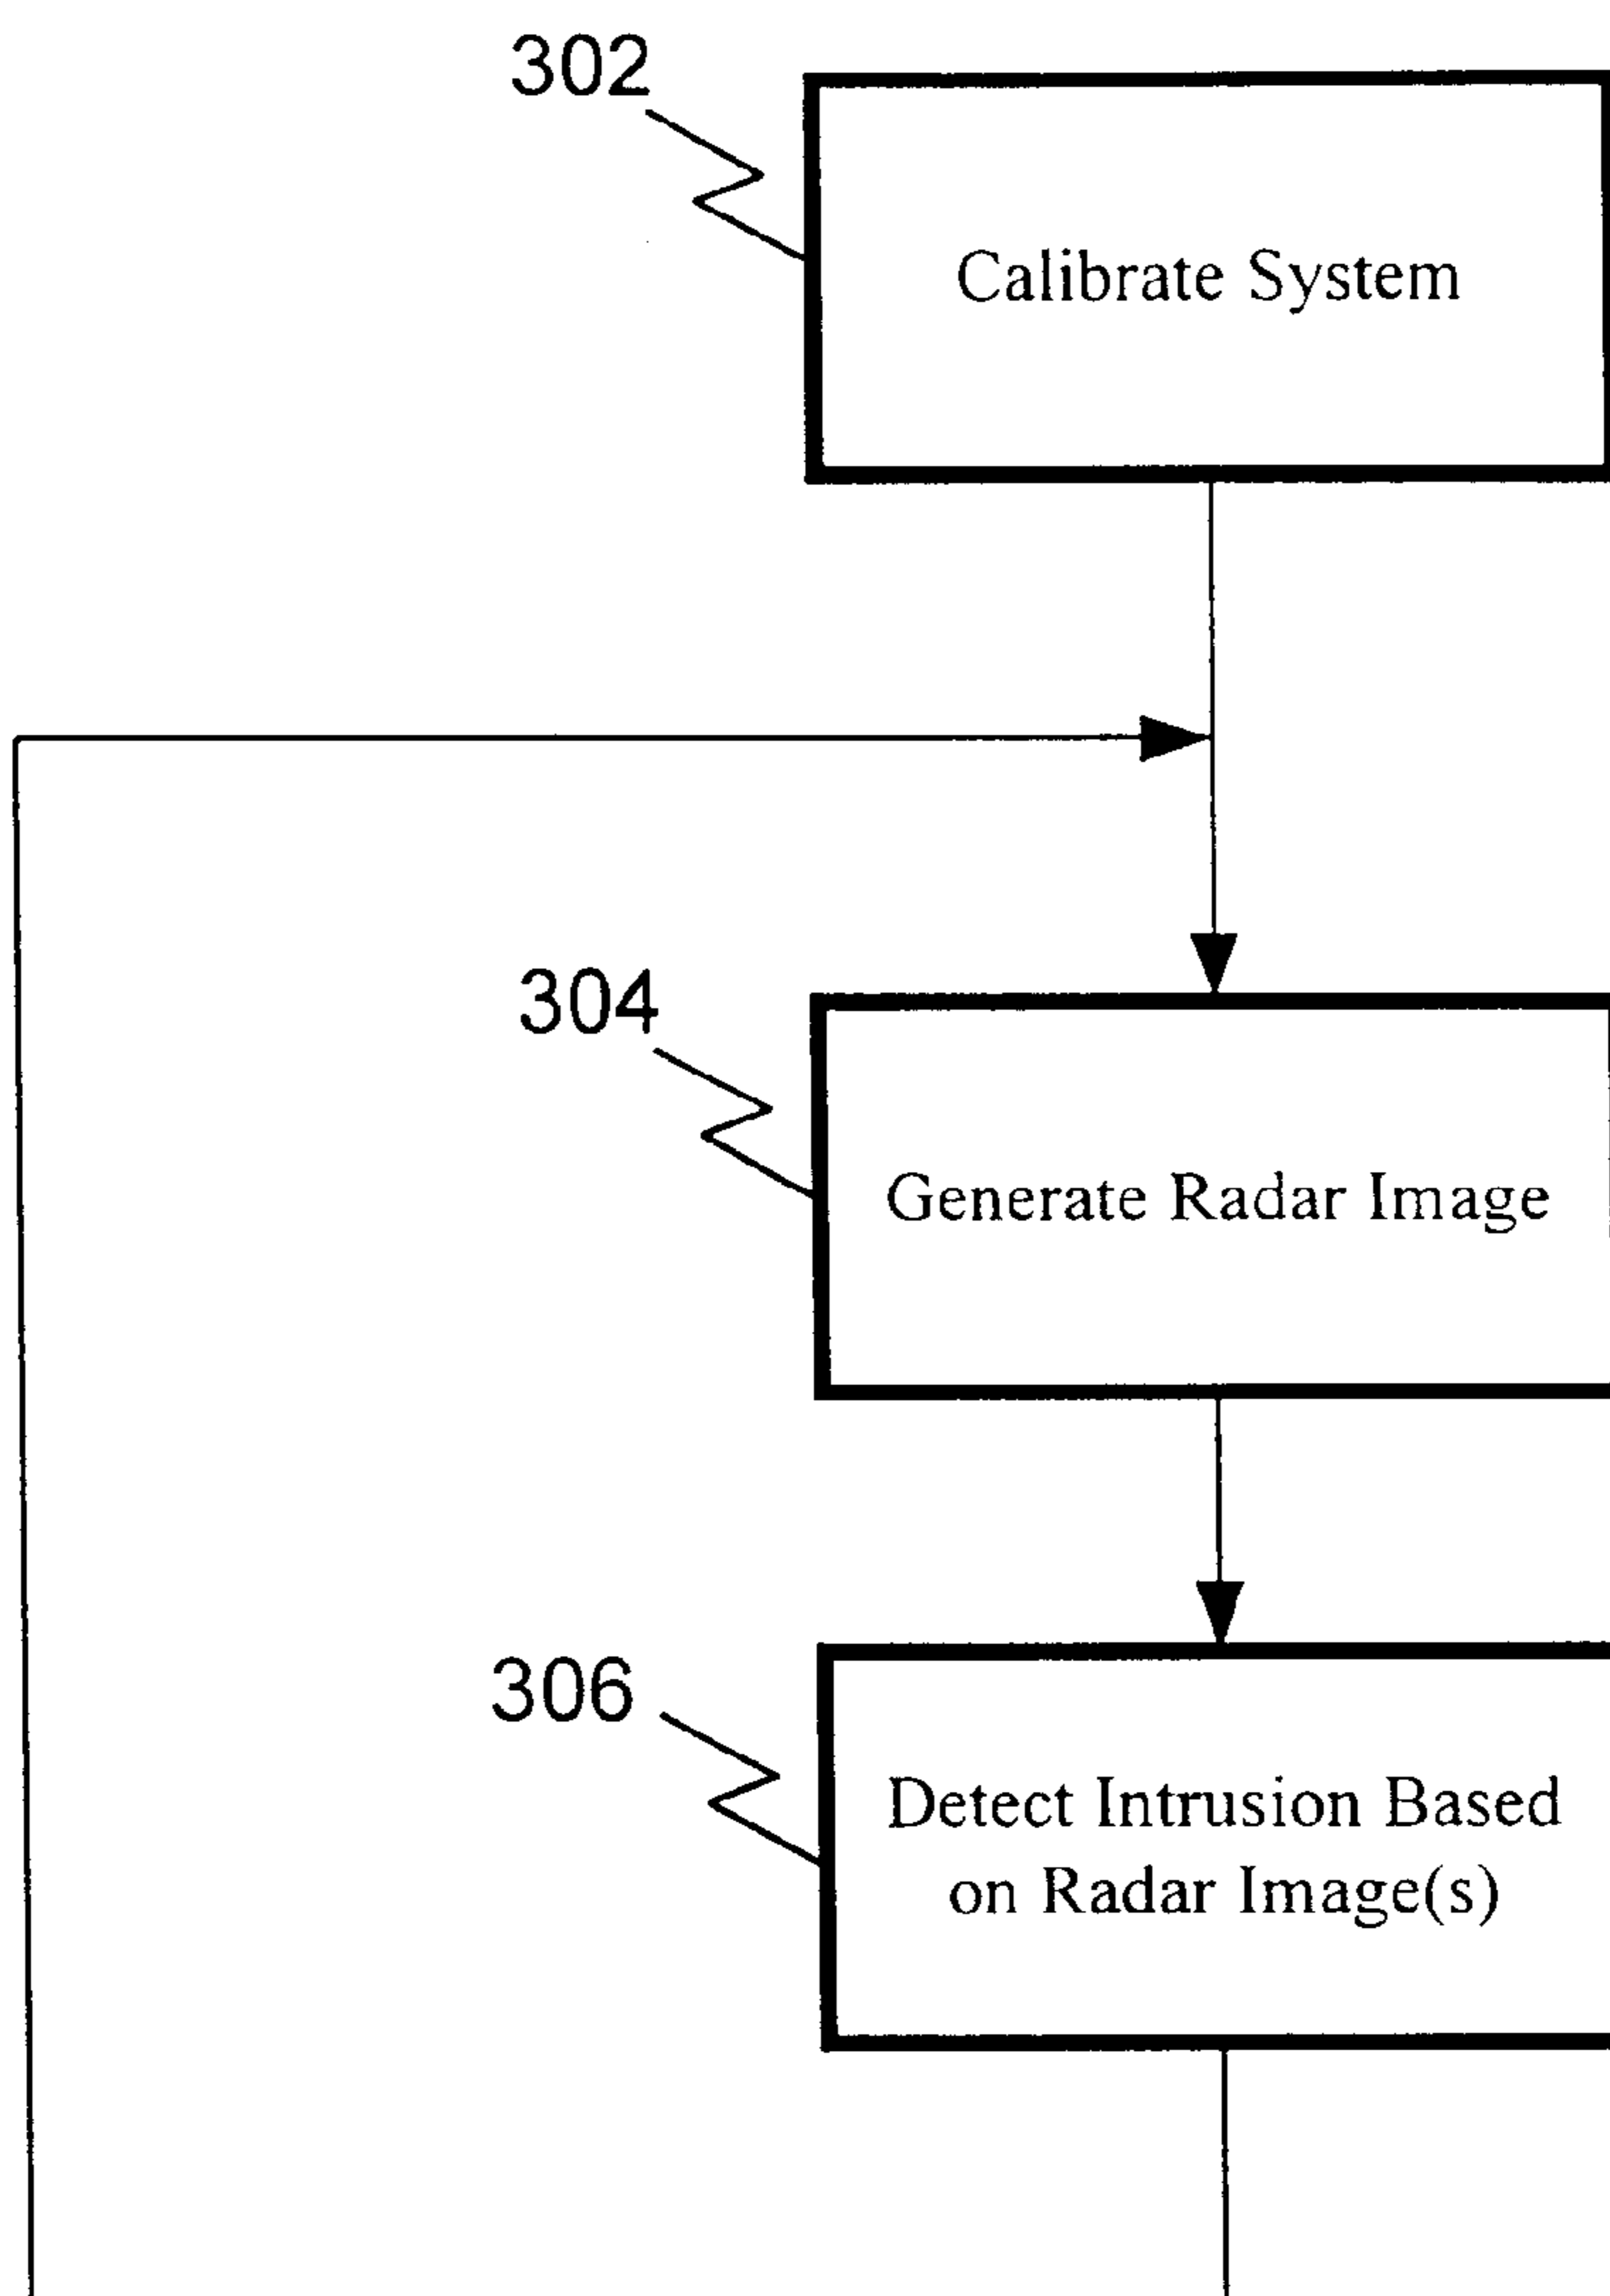 302
Calibrate System
304
Generate Radar Image
306
Detect Intrusion Based
on Radar Image(s)